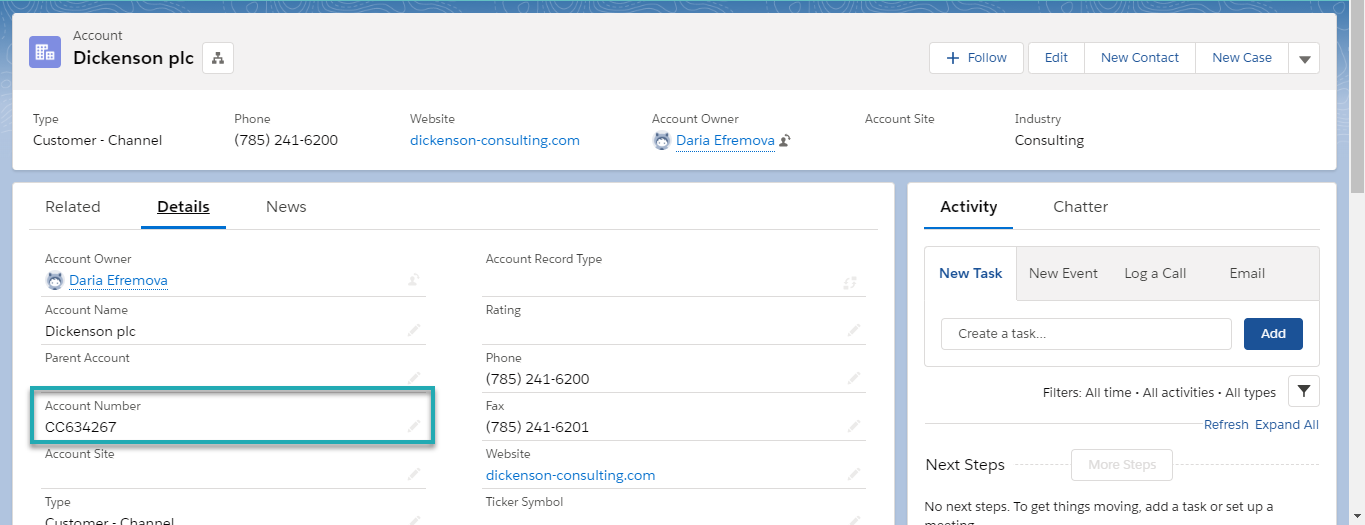 Account
Dickenson plc
Follow
Edit
New Contact
New Case
Type
Phone
Website
Account Owner
Account Site
Industry
Customer - Channel
(785) 241-6200
dickenson-consulting.com
Daria Efremova
Consulting
Related
Details
News
Account Owner
Daria Efremova
Account Record Type
Account Name
Dickenson plc
Rating
Parent Account
Phone
(785) 241-6200
Account Number
CC634267
Fax
(785) 241-6201
Account Site
Website
dickenson-consulting.com
Type
Customer - Channel
Ticker Symbol
Activity
Chatter
New Task
New Event
Log a Call
Email
Create a task...
Add
Filters: All time • All activities • All types
Refresh
Expand All
Next Steps
More Steps
No next steps. To get things moving, add a task or set up a
meeting